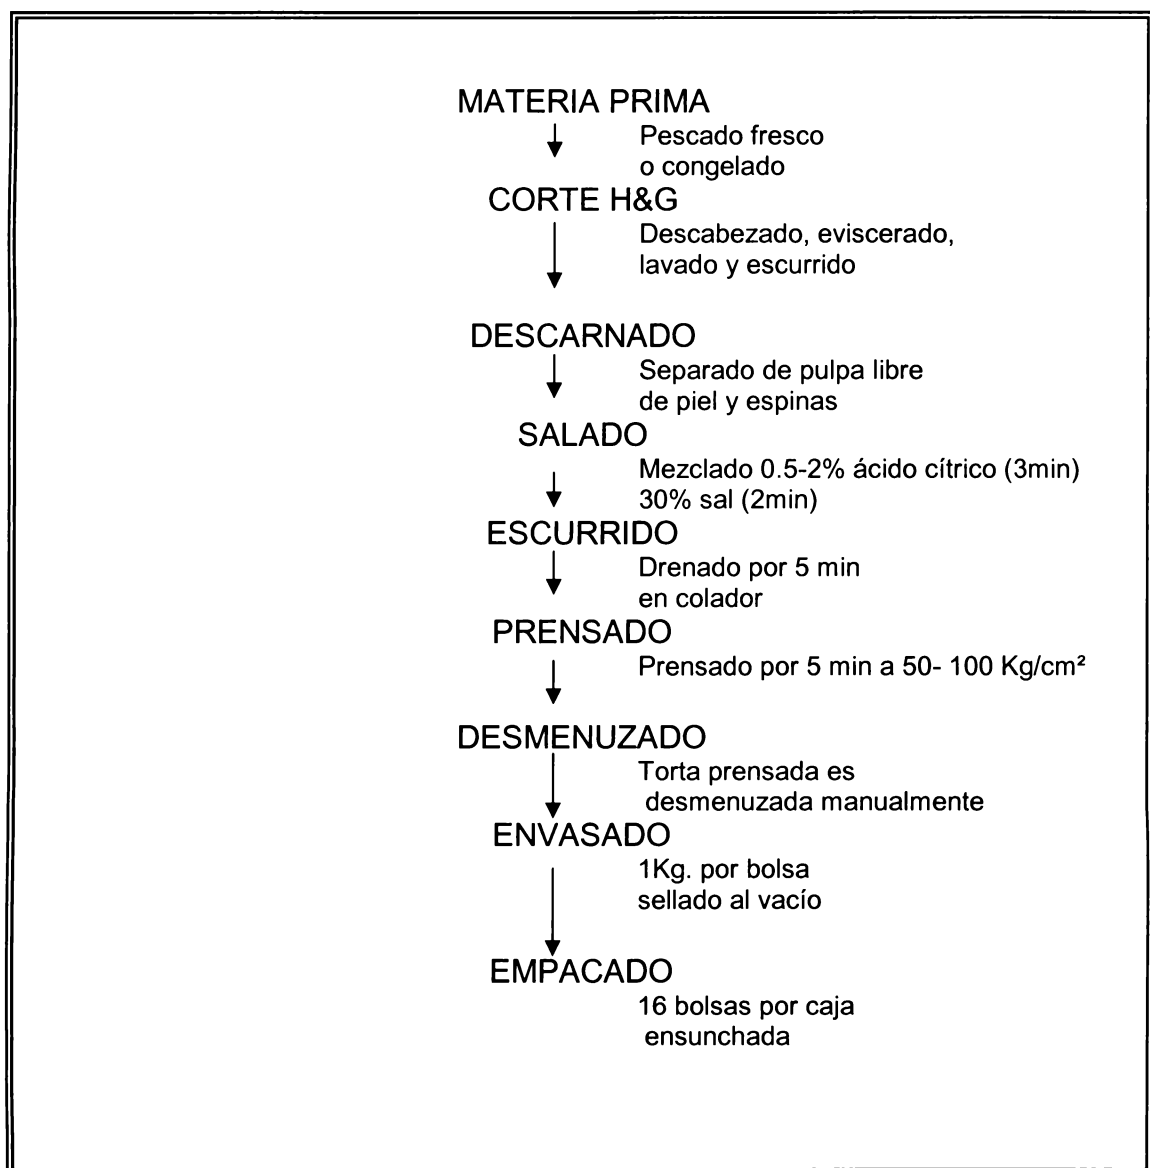 MATERIA PRIMA
Pescado fresco
o congelado
CORTE H&G
Descabezado, eviscerado,
lavado y escurrido
DESCARNADO
Separado de pulpa libre
de piel y espinas
SALADO
Mezclado 0.5-2% ácido cítrico (3min)
30% sal (2min)
ESCURRIDO
Drenado por 5 min
en colador
PRENSADO
Prensado por 5 min a 50- 100 Kg/cm²
DESMENUZADO
Torta prensada es
desmenuzada manualmente
ENVASADO
1Kg. por bolsa
sellado al vacío
EMPACADO
16 bolsas por caja
ensunchada